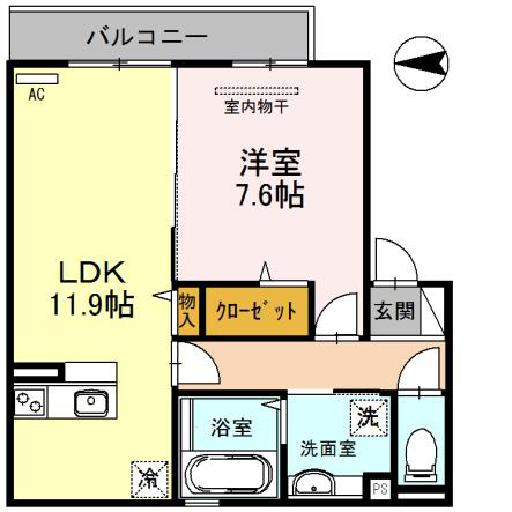 バルコニー
AC
室内物干
洋室
7.6帖
LDK
11.9帖
物入
クローゼット
玄関
浴室
洗
洗面室
冷
PS